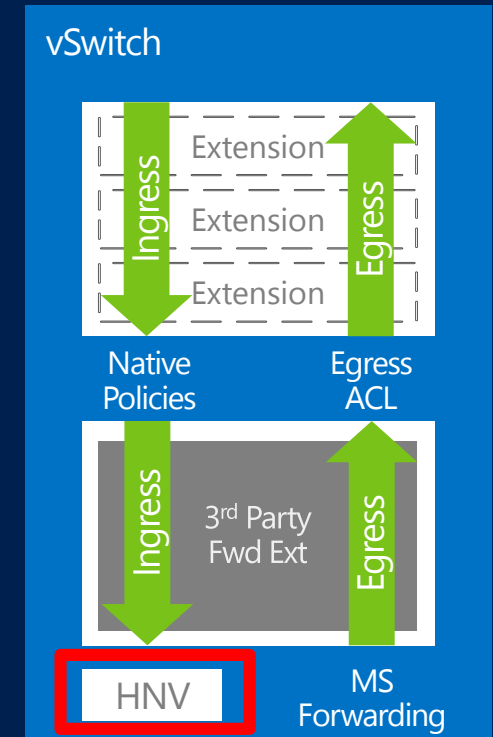 vSwitch
Ingress
Extension
Extension
Extension
Egress
Native
Policies
Egress
ACL
Ingress
3rd Party
Fwd Ext
Egress
HNV
MS
Forwarding